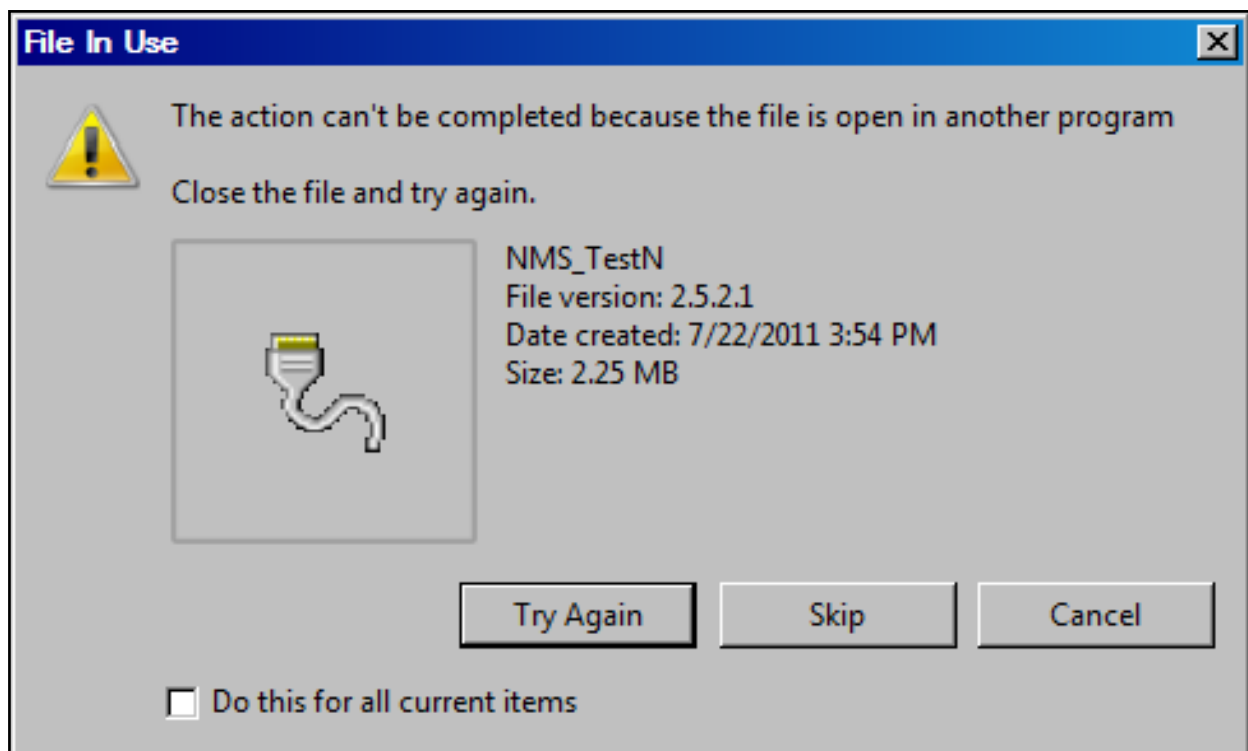 File In Use
The action can't be completed because the file is open in another program
Close the file and try again.
NMS_TestN
File version: 2.5.2.1
Date created: 7/22/2011 3:54 PM
Size: 2.25 MB
Try Again
Skip
Cancel
Do this for all current items